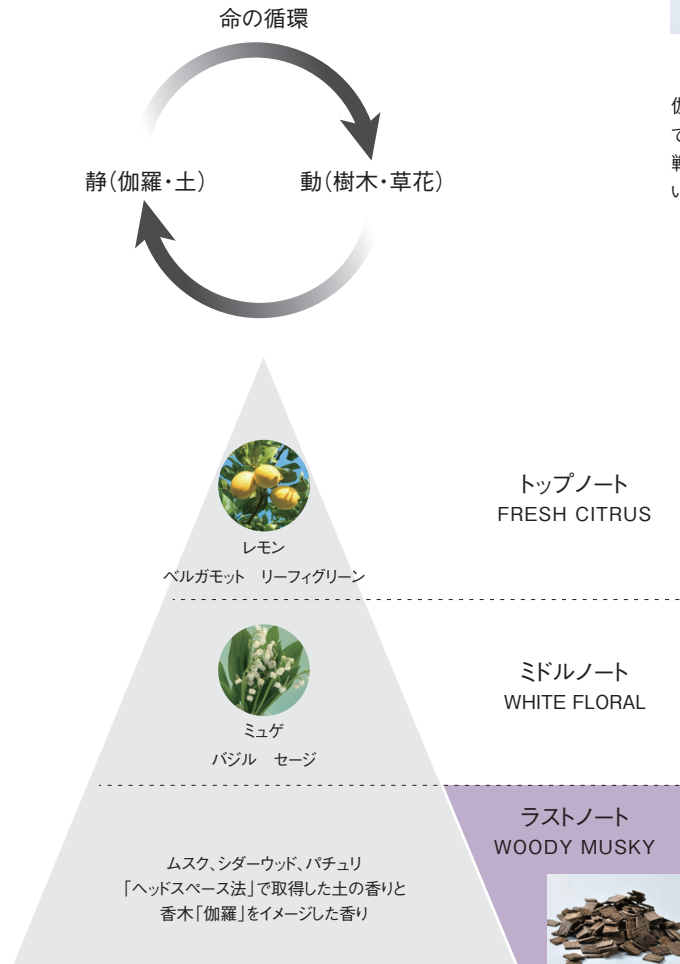 命の循環
静(伽羅・土)
動(樹木・草花)
レモン
ベルガモット　リーフィグリーン
トップノート
FRESH CITRUS
ミュゲ
バジル　セージ
ミドルノート
WHITE FLORAL
ムスク、シダーウッド、パチュリ
「ヘッドスペース法」で取得した土の香りと
香木「伽羅」をイメージした香り
ラストノート
WOODY MUSKY